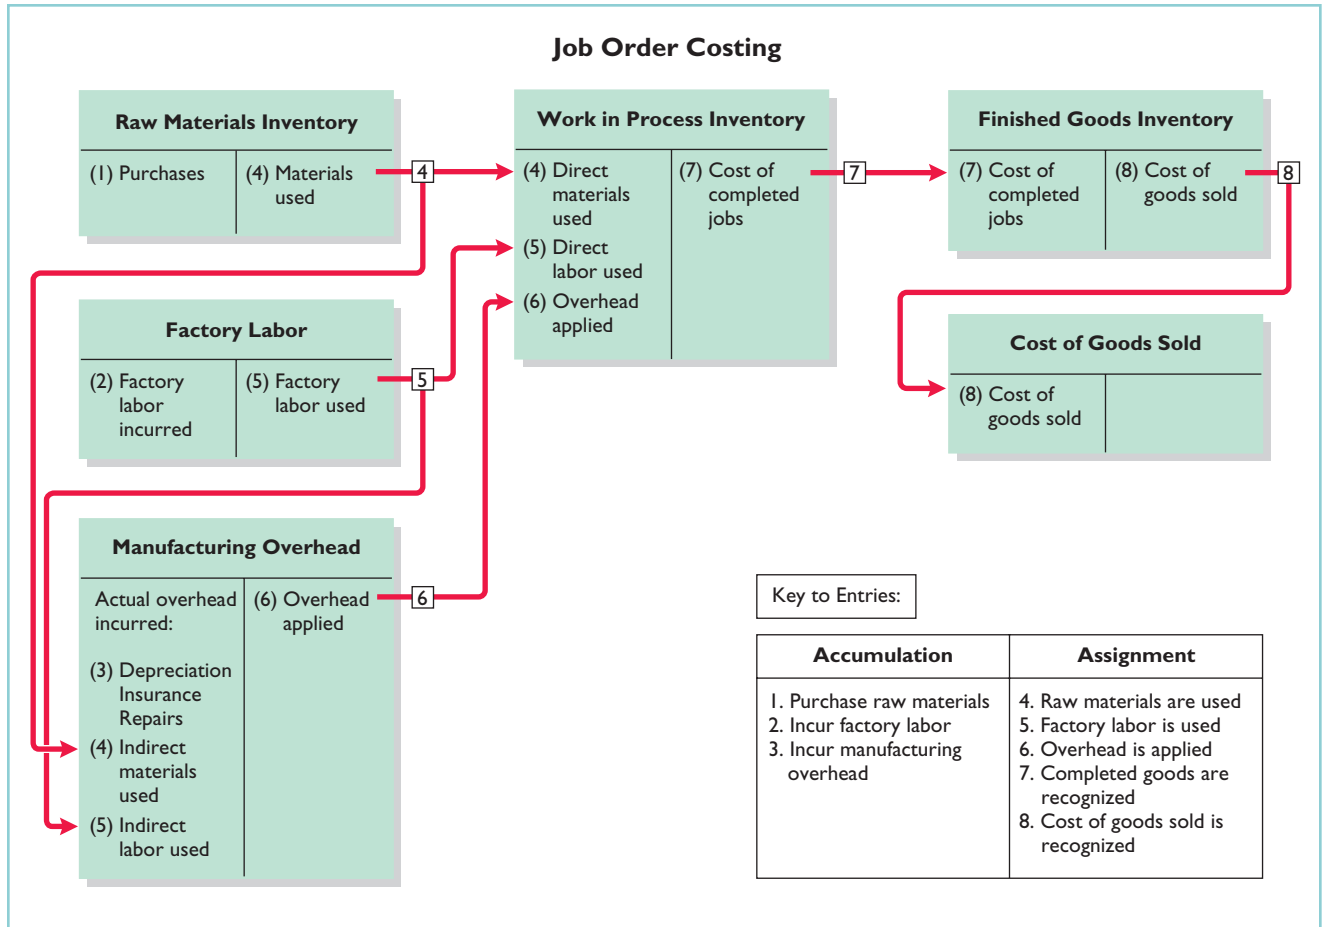 Job Order Costing
Raw Materials Inventory
(1) Purchases
(4) Materials
used
4
Factory Labor
(2) Factory
labor
incurred
(5) Factory
labor used
5
Manufacturing Overhead
Actual overhead
incurred:
(3) Depreciation
Insurance
Repairs
(4) Indirect
materials
used
(5) Indirect
labor used
(6) Overhead
applied
6
Work in Process Inventory
(4) Direct
materials
used
(5) Direct
labor used
(6) Overhead
applied
(7) Cost of
completed
jobs
7
Finished Goods Inventory
(7) Cost of
completed
jobs
(8) Cost of
goods sold
8
Cost of Goods Sold
(8) Cost of
goods sold
Key to Entries:
Accumulation
1. Purchase raw materials
2. Incur factory labor
3. Incur manufacturing
overhead
Assignment
4. Raw materials are used
5. Factory labor is used
6. Overhead is applied
7. Completed goods are
recognized
8. Cost of goods sold is
recognized